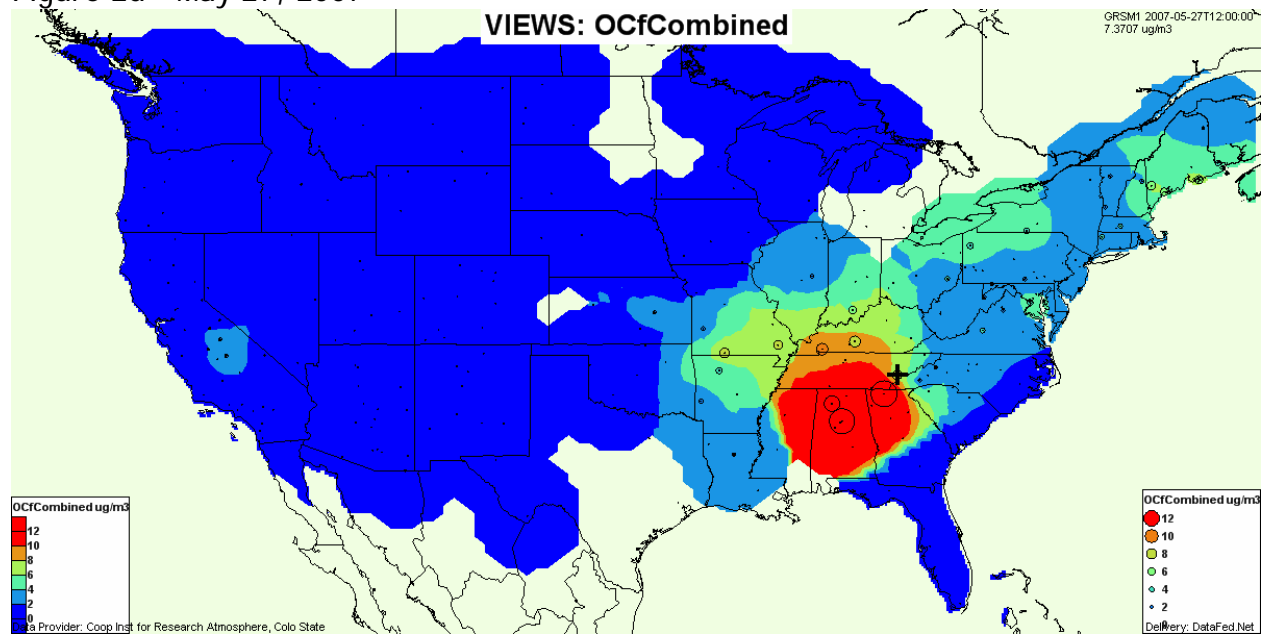 VIEWS: OCfCombined
GRSM1 2007-05-27T12:00:00
7.3707 ug/m3
OCfCombined ug/m3
12
10
8
6
4
2
0
OCfCombined ug/m3
12
10
8
6
4
2
0
Data Provider: Coop Inst for Research Atmosphere, Colo State
Delivery: DataFed.Net